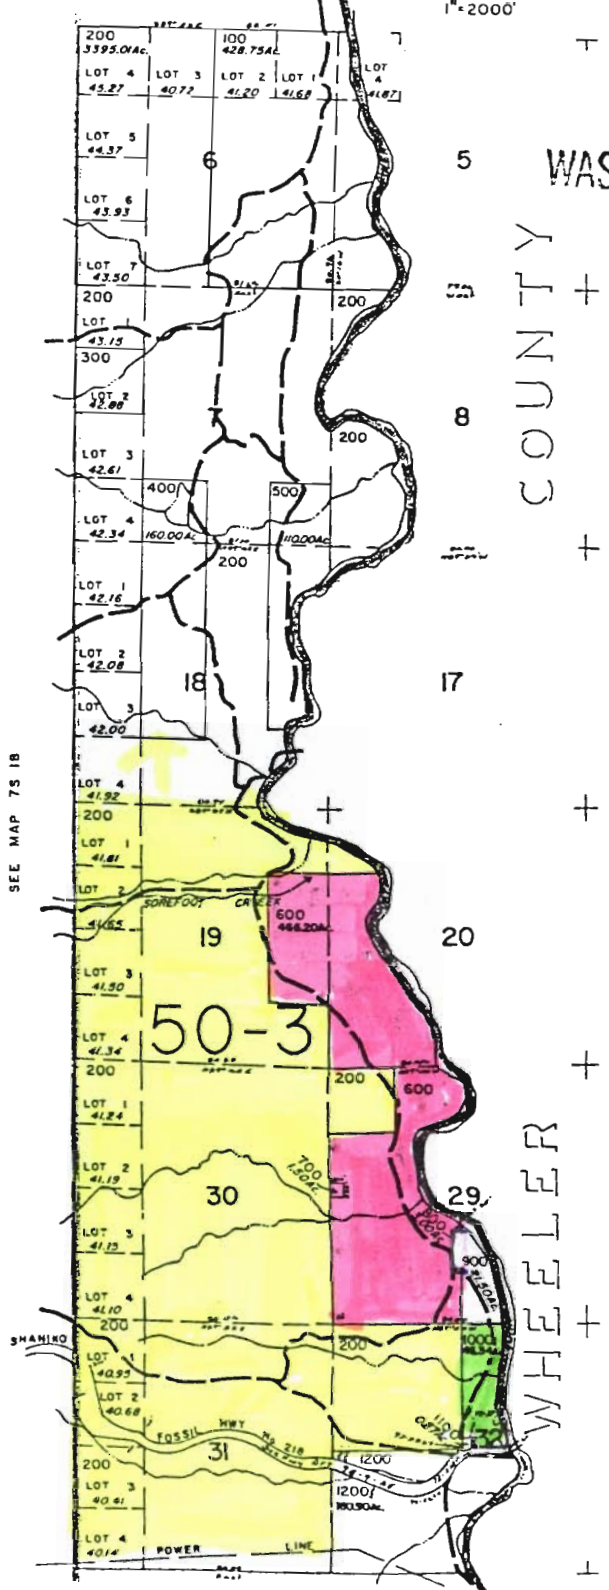 1"=2000'
200
3395.01Ac.
100
428.75Ac.
LOT 4
45.27
LOT 3
40.72
LOT 2
41.20
LOT 1
41.68
LOT 4
41.87
LOT 5
44.37
6
5
WAS
LOT 6
43.93
LOT 7
43.50
200
200
COUNTY
LOT 1
43.15
300
LOT 2
42.88
8
200
LOT 3
42.61
400
500
LOT 4
42.34
160.00Ac.
110.00Ac.
200
LOT 1
42.16
LOT 2
42.08
18
17
LOT 3
42.00
SEE MAP 7S 18
LOT 4
41.92
200
LOT 1
41.81
LOT 2
41.65
SOREFOOT CREEK
600
466.20Ac.
19
20
LOT 3
41.50
50-3
LOT 4
41.34
200
200
600
LOT 1
41.24
LOT 2
41.19
700
1.50Ac.
30
29
WHEELER
LOT 3
41.15
900
LOT 4
41.10
200
200
1000
SHANIKO
LOT 1
40.95
LOT 2
40.68
FOSSIL HWY No 218
31
32
1200
200
LOT 3
40.41
1200
180.90Ac.
LOT 4
40.14
POWER LINE